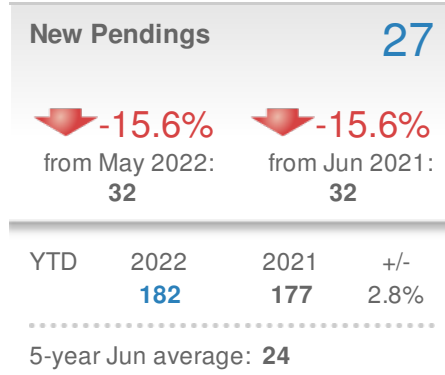 New Pendings 27
-15.6% -15.6%
from May 2022: from Jun 2021:
32 32
YTD 2022 2021 +/-
182 177 2.8%
5-year Jun average: 24